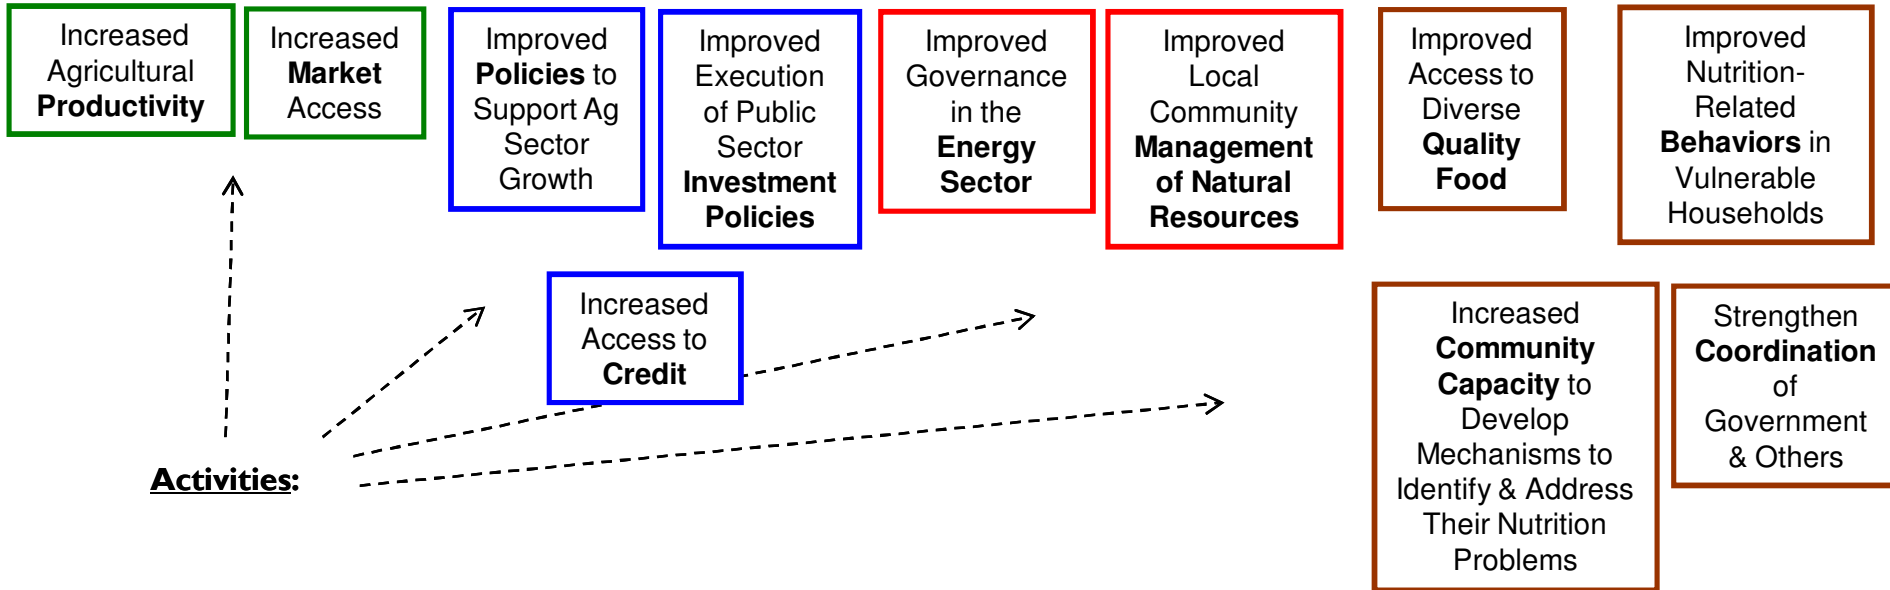 Increased
Agricultural
Productivity
Increased
Market
Access
Improved
Policies to
Support Ag
Sector
Growth
Improved
Execution
of Public
Sector
Investment
Policies
Improved
Governance
in the
Energy
Sector
Improved
Local
Community
Management
of Natural
Resources
Improved
Access to
Diverse
Quality
Food
Improved
Nutrition-
Related
Behaviors in
Vulnerable
Households
Increased
Access to
Credit
Increased
Community
Capacity to
Develop
Mechanisms to
Identify & Address
Their Nutrition
Problems
Strengthen
Coordination
of
Government
& Others
Activities: